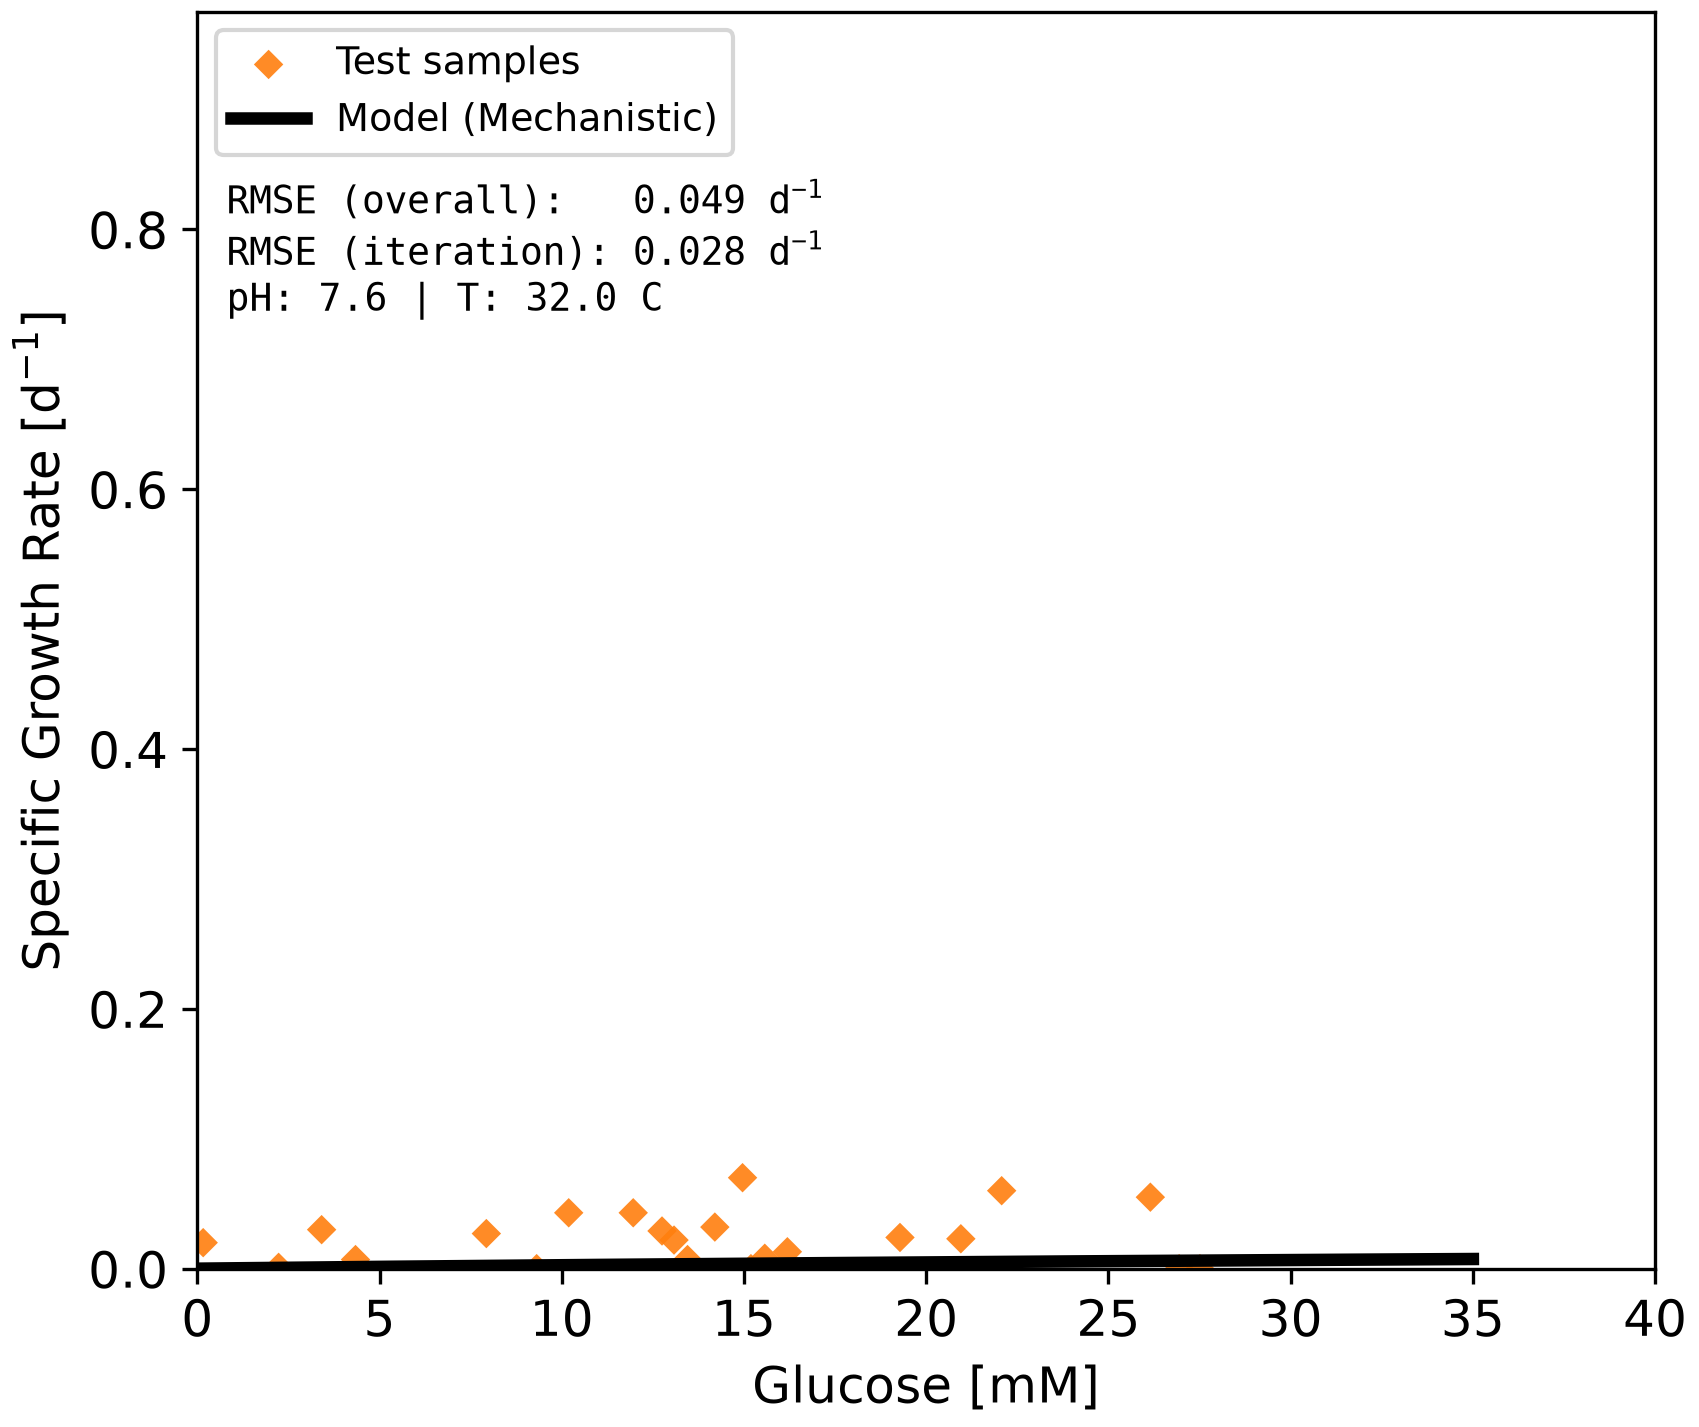 Test samples
Model (Mechanistic)
RMSE (overall):   0.049 d⁻¹
RMSE (iteration): 0.028 d⁻¹
pH: 7.6 | T: 32.0 C
Specific Growth Rate [d⁻¹]
0.8
0.6
0.4
0.2
0.0
0 5 10 15 20 25 30 35 40
Glucose [mM]